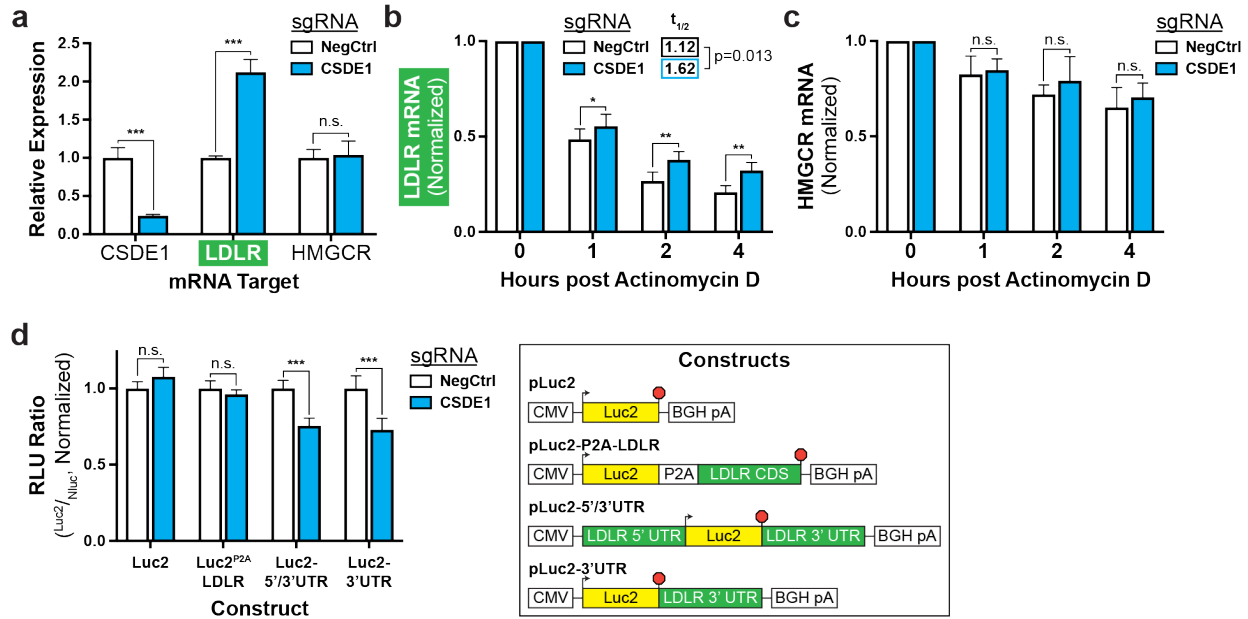 a
sgRNA
NegCtrl
CSDE1
Relative Expression
2.5
2.0
1.5
1.0
0.5
0.0
***
***
n.s.
CSDE1
LDLR
HMGCR
mRNA Target
b
sgRNA
NegCtrl
CSDE1
t1/2
1.12
1.62
p=0.013
LDLR mRNA
(Normalized)
1.0
0.5
0.0
*
**
**
0
1
2
4
Hours post Actinomycin D
c
sgRNA
NegCtrl
CSDE1
HMGCR mRNA
(Normalized)
1.0
0.5
0.0
n.s.
n.s.
n.s.
0
1
2
4
Hours post Actinomycin D
d
sgRNA
NegCtrl
CSDE1
RLU Ratio
(Luc2/Nluc, Normalized)
1.0
0.5
0.0
n.s.
n.s.
***
***
Luc2
Luc2P2A
LDLR
Luc2-
5'/3'UTR
Luc2-
3'UTR
Construct
Constructs
pLuc2
CMV Luc2 BGH pA
pLuc2-P2A-LDLR
CMV Luc2 P2A LDLR CDS BGH pA
pLuc2-5'/3'UTR
CMV LDLR 5' UTR Luc2 LDLR 3' UTR BGH pA
pLuc2-3'UTR
CMV Luc2 LDLR 3' UTR BGH pA